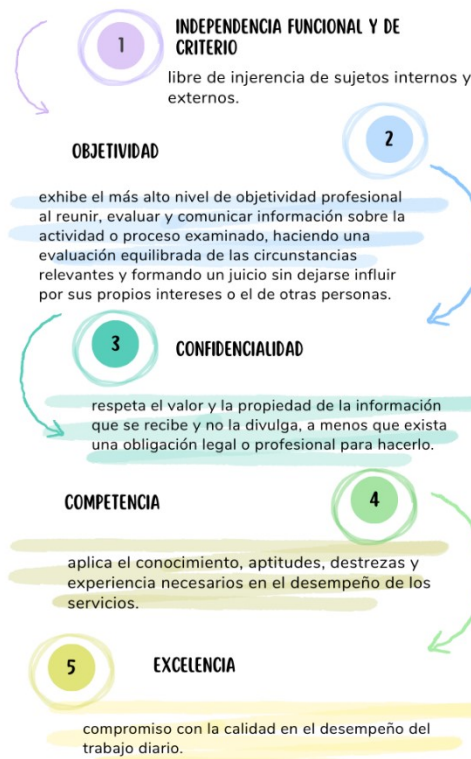 1
INDEPENDENCIA FUNCIONAL Y DE
CRITERIO
libre de injerencia de sujetos internos y
externos.
2
OBJETIVIDAD
exhibe el más alto nivel de objetividad profesional
al reunir, evaluar y comunicar información sobre la
actividad o proceso examinado, haciendo una
evaluación equilibrada de las circunstancias
relevantes y formando un juicio sin dejarse influir
por sus propios intereses o el de otras personas.
3
CONFIDENCIALIDAD
respeta el valor y la propiedad de la información
que se recibe y no la divulga, a menos que exista
una obligación legal o profesional para hacerlo.
COMPETENCIA
4
aplica el conocimiento, aptitudes, destrezas y
experiencia necesarios en el desempeño de los
servicios.
5
EXCELENCIA
compromiso con la calidad en el desempeño del
trabajo diario.